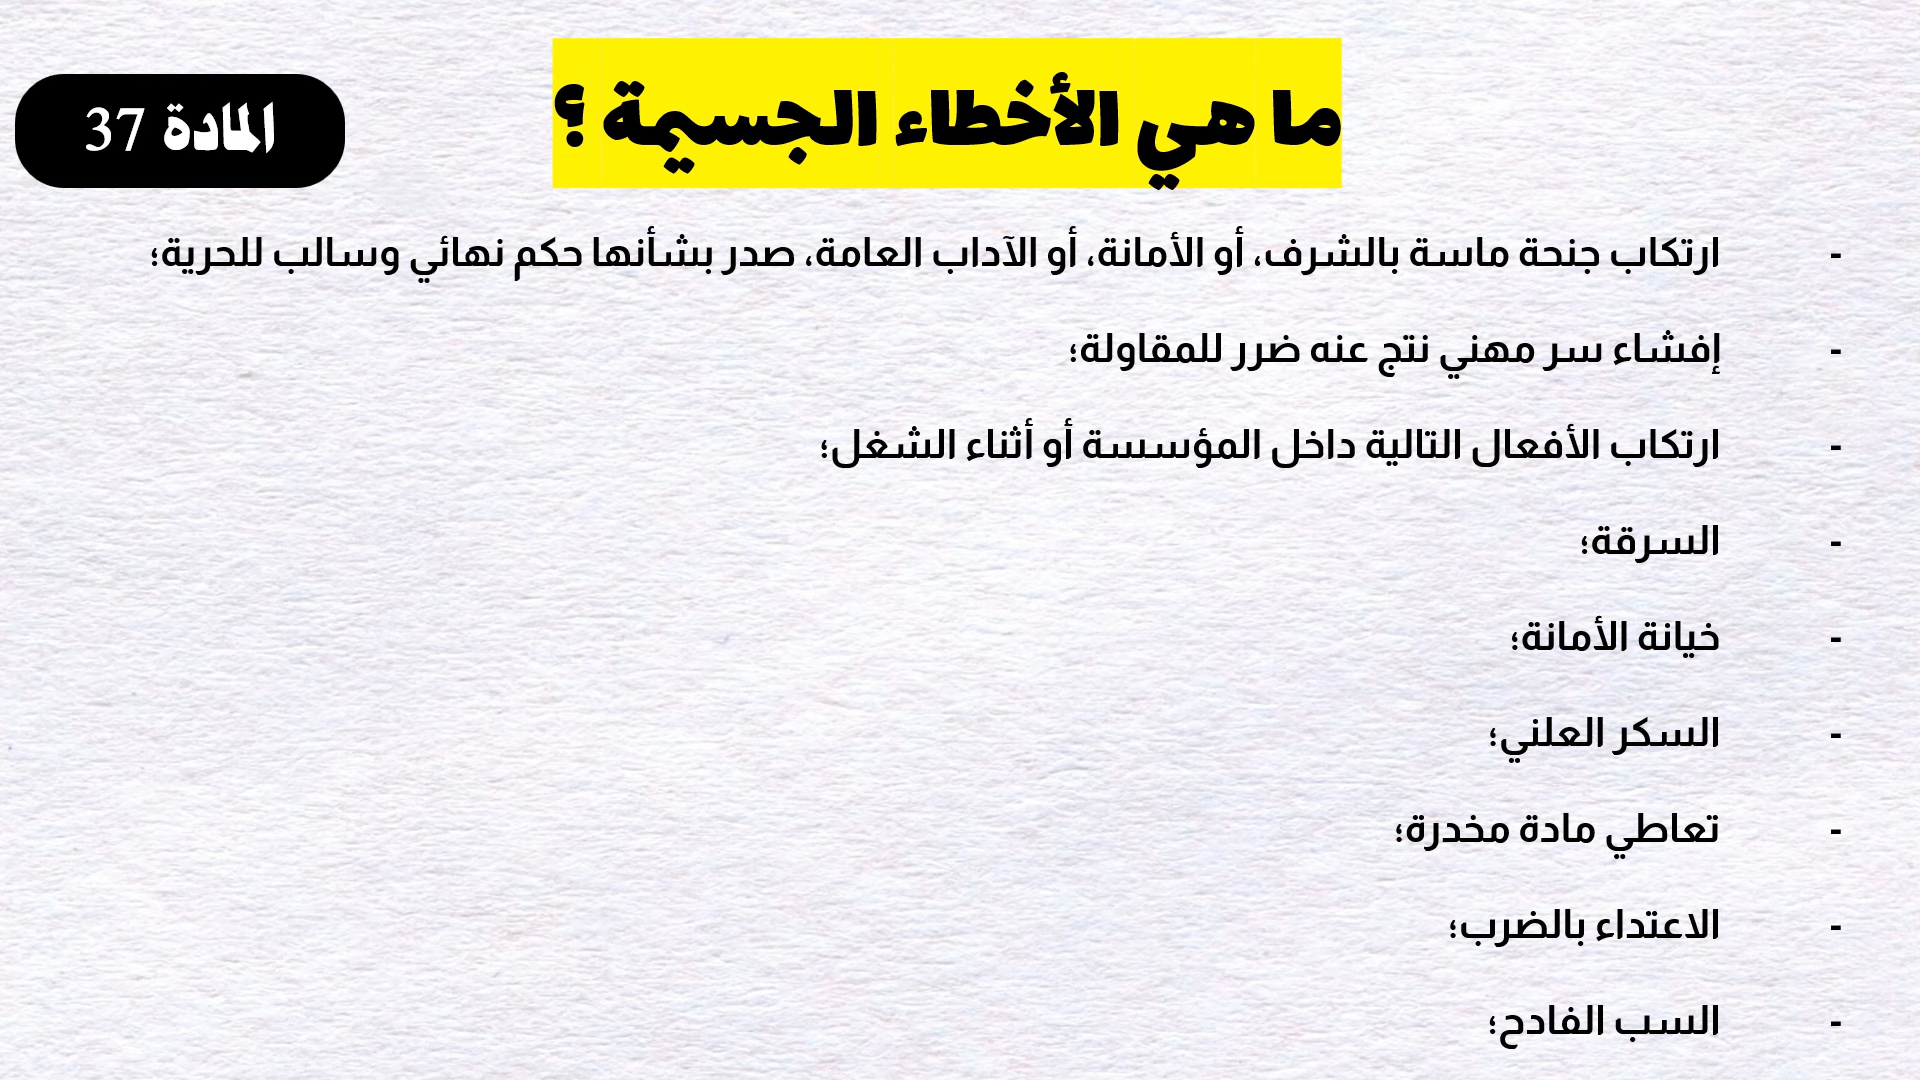 ما هي الأخطاء الجسيمة ؟
المادة 37
- ارتكاب جنحة ماسة بالشرف، أو الأمانة، أو الآداب العامة، صدر بشأنها حكم نهائي وسالب للحرية؛
- إفشاء سر مهني نتج عنه ضرر للمقاولة؛
- ارتكاب الأفعال التالية داخل المؤسسة أو أثناء الشغل؛
- السرقة؛
- خيانة الأمانة؛
- السكر العلني؛
- تعاطي مادة مخدرة؛
- الاعتداء بالضرب؛
- السب الفادح؛